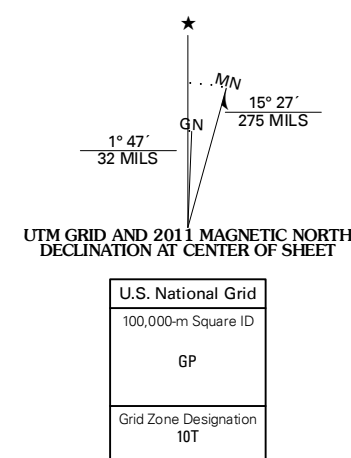 ★
MN
GN
15° 27´
275 MILS
1° 47´
32 MILS
UTM GRID AND 2011 MAGNETIC NORTH
DECLINATION AT CENTER OF SHEET
U.S. National Grid
100,000-m Square ID
GP
Grid Zone Designation
10T